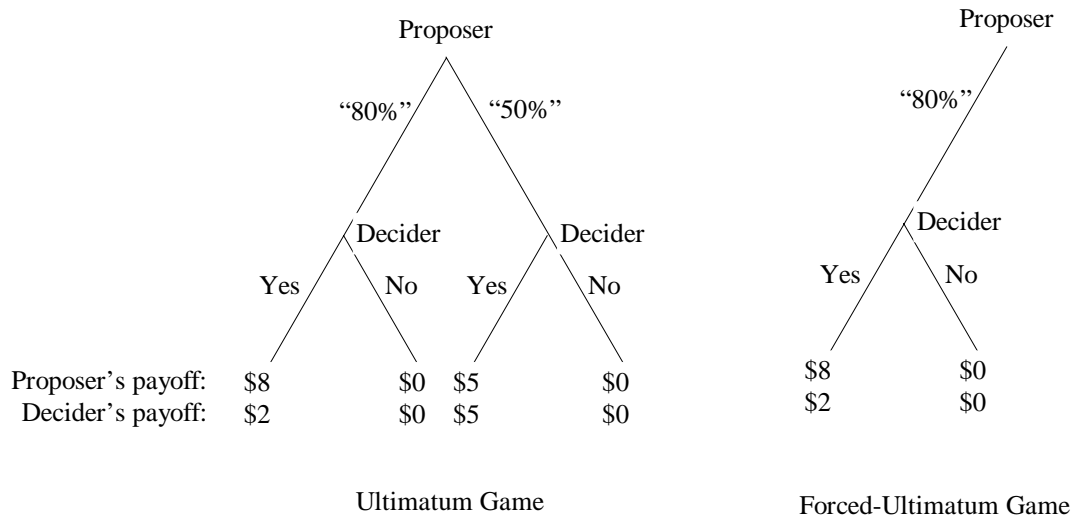 Proposer
“80%”
“50%”
Decider
Decider
Yes
No
Yes
No
Proposer’s payoff: $8 $0 $5 $0
Decider’s payoff: $2 $0 $5 $0
Ultimatum Game
Proposer
“80%”
Decider
Yes
No
$8 $0
$2 $0
Forced-Ultimatum Game